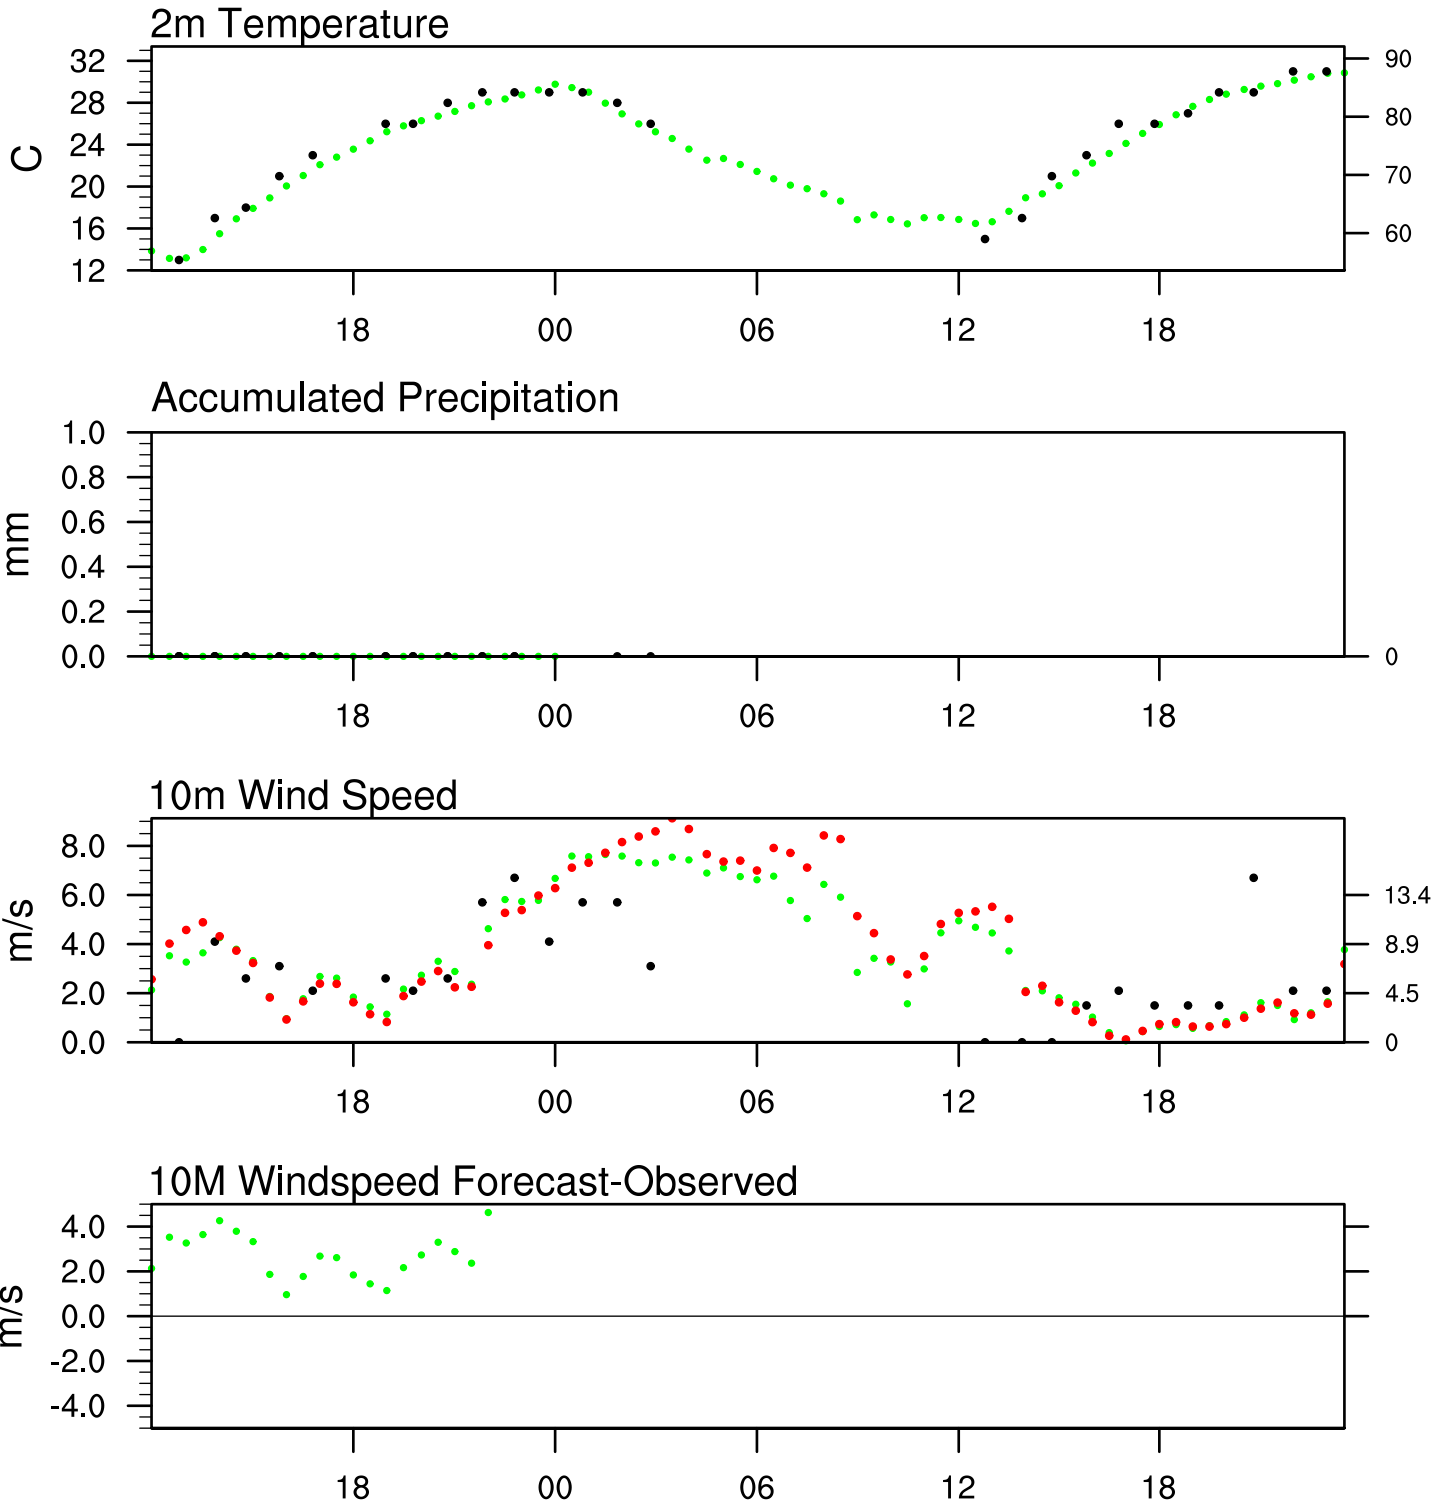 2m Temperature
32
28
24
20
16
12
C
90
80
70
60
18 00 06 12 18
Accumulated Precipitation
1.0
0.8
0.6
0.4
0.2
0.0
mm
0
18 00 06 12 18
10m Wind Speed
8.0
6.0
4.0
2.0
0.0
m/s
13.4
8.9
4.5
0
18 00 06 12 18
10M Windspeed Forecast-Observed
4.0
2.0
0.0
-2.0
-4.0
m/s
18 00 06 12 18